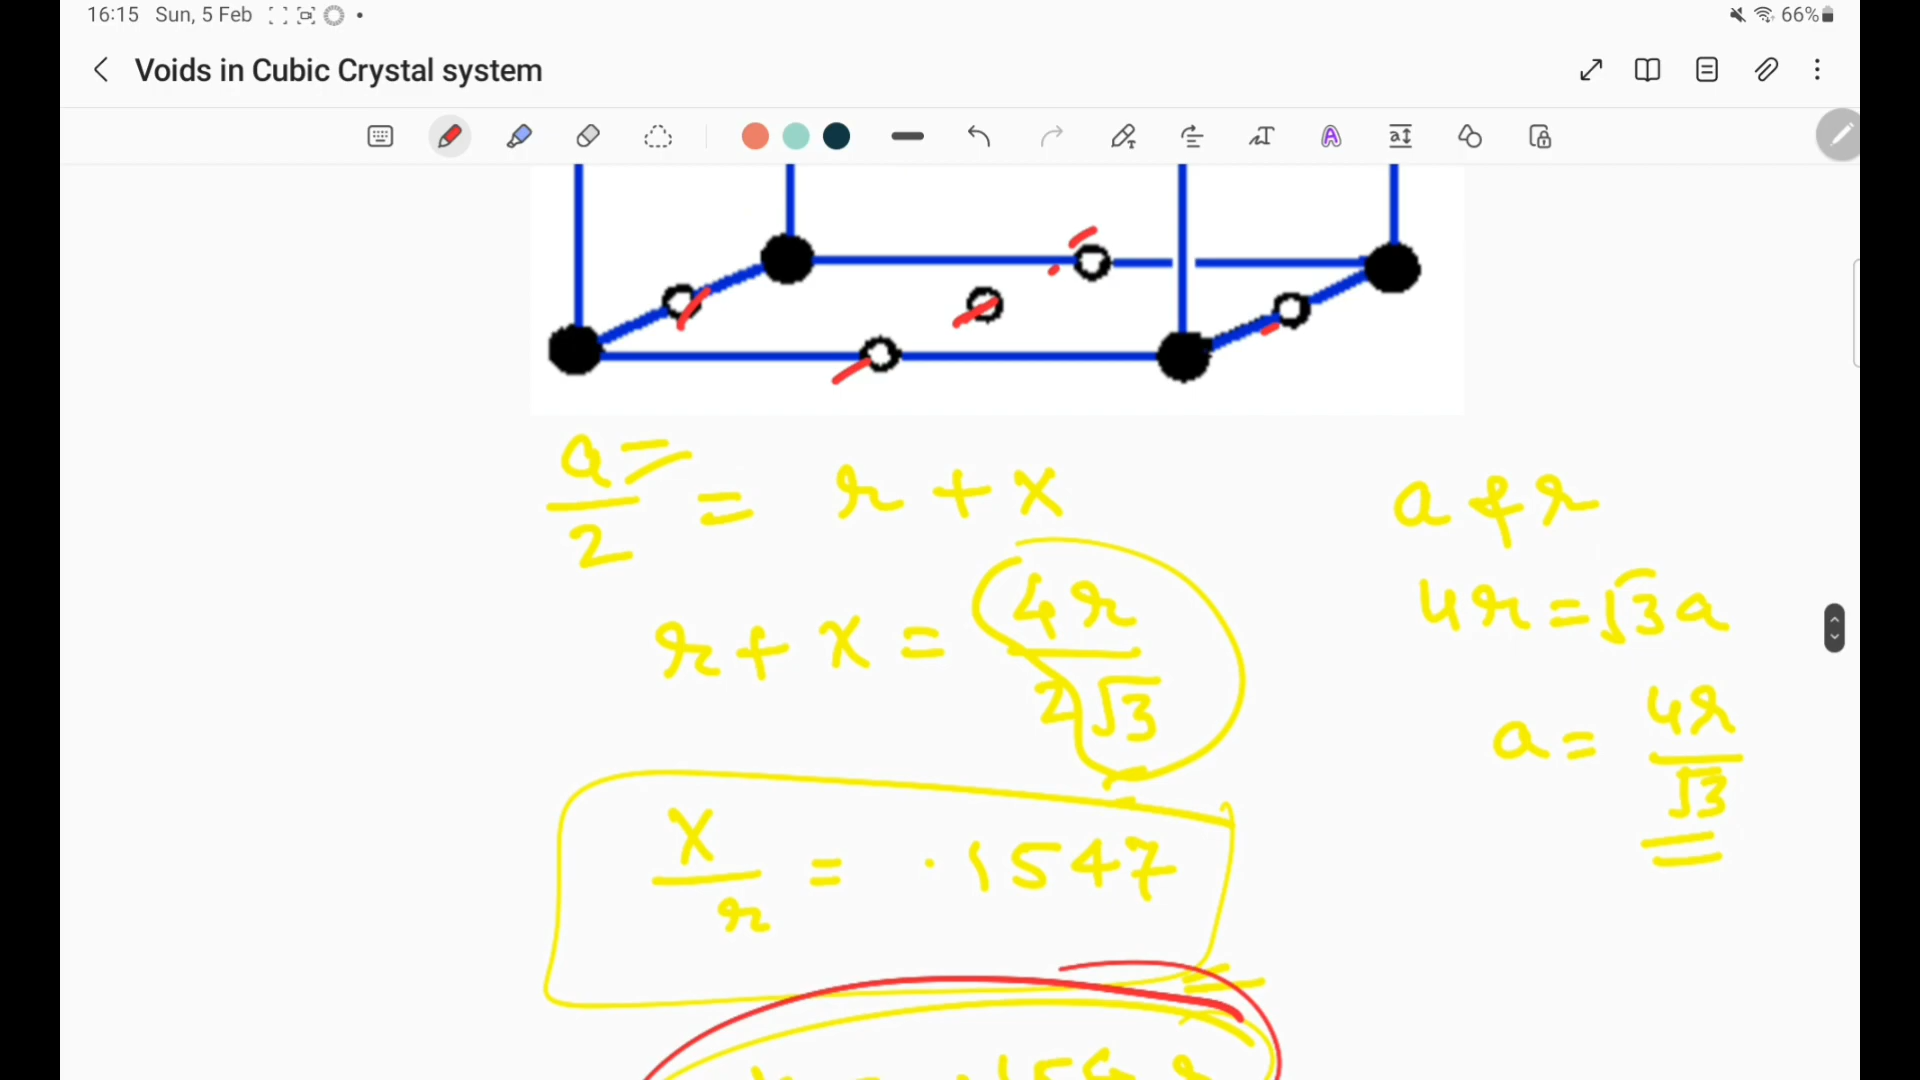 16:15 Sun, 5 Feb
66%
Voids in Cubic Crystal system
a/2 = r + x
a & r
r + x = 4r/2√3
4r = √3a
a = 4r/√3
x/r = .1547